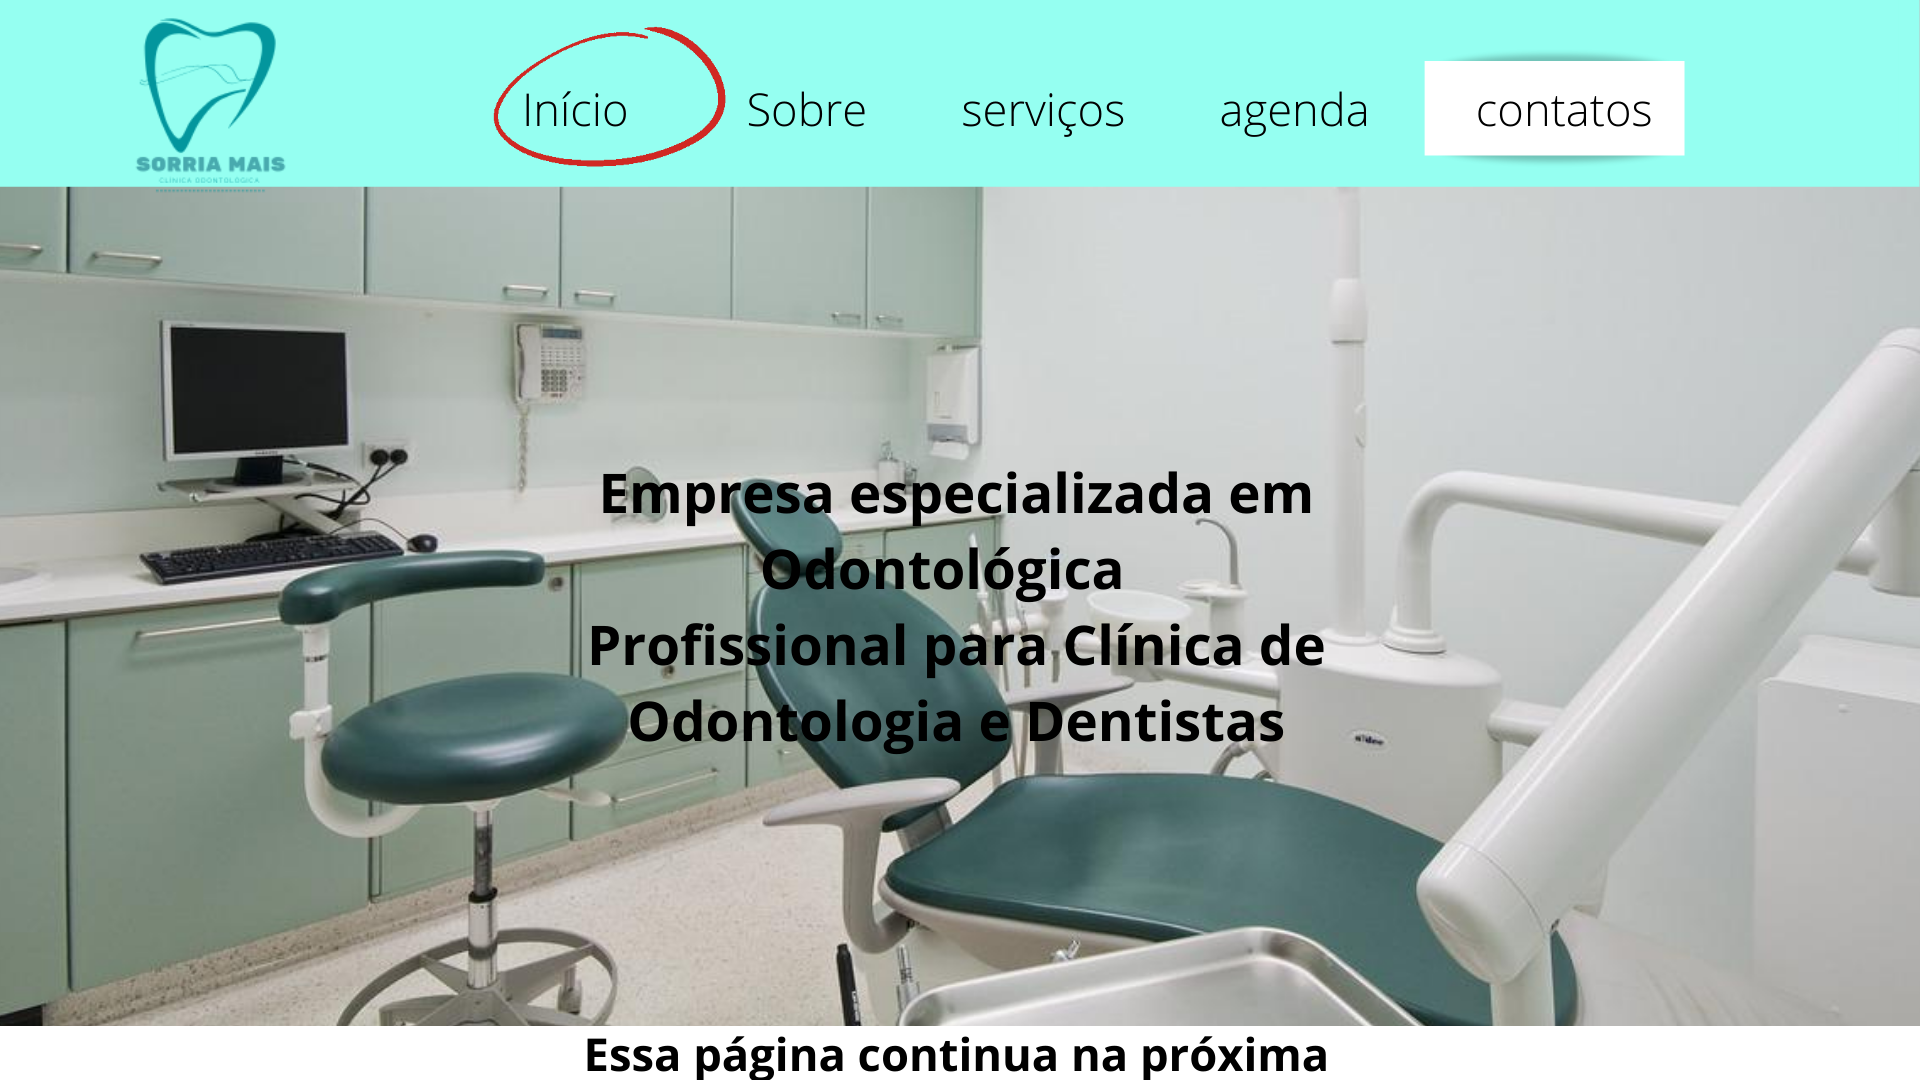 SORRIA MAIS
CLÍNICA ODONTOLÓGICA
Início
Sobre
serviços
agenda
contatos
Empresa especializada em
Odontológica
Profissional para Clínica de
Odontologia e Dentistas
Essa página continua na próxima